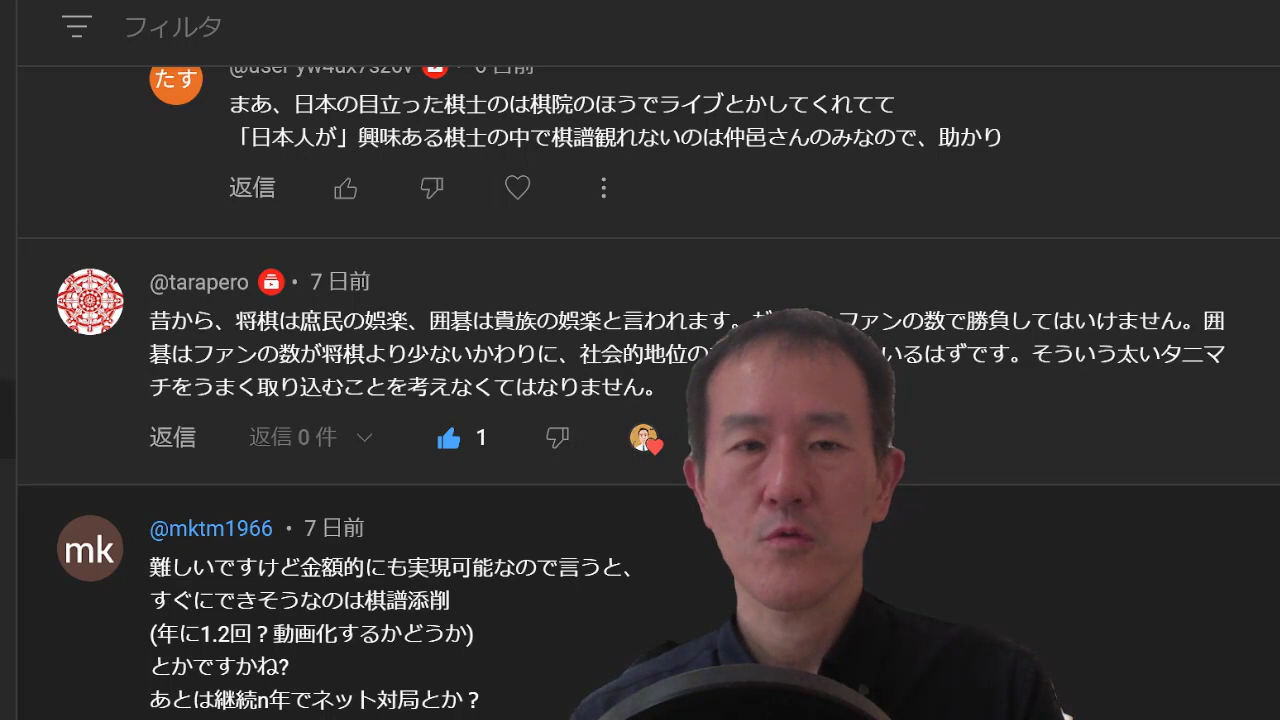 フィルタ
たす
6 日前
まあ、日本の目立った棋士のは棋院のほうでライブとかしてくれてて
「日本人が」興味ある棋士の中で棋譜観れないのは仲邑さんのみなので、助かり
返信
@tarapero • 7 日前
昔から、将棋は庶民の娯楽、囲碁は貴族の娯楽と言われます。 ファンの数で勝負してはいけません。囲
碁はファンの数が将棋より少ないかわりに、社会的地位の いるはずです。そういう太いタニマ
チをうまく取り込むことを考えなくてはなりません。
返信 返信 0 件 1
mk
@mktm1966 • 7 日前
難しいですけど金額的にも実現可能なので言うと、
すぐにできそうなのは棋譜添削
(年に1.2回？動画化するかどうか)
とかですかね?
あとは継続n年でネット対局とか？